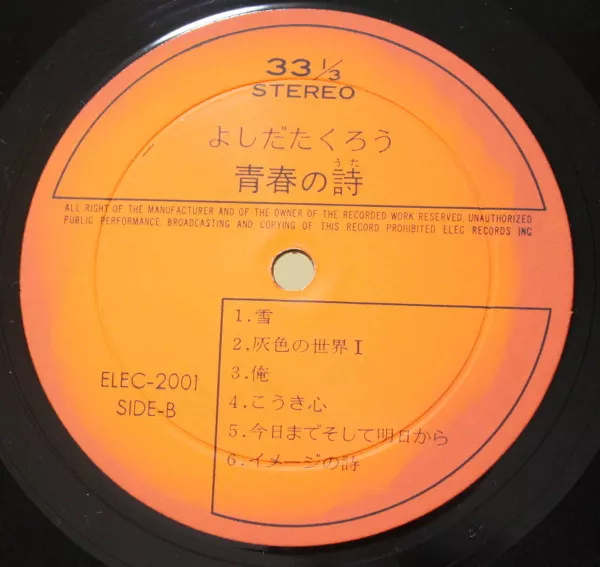 33 1/3
STEREO
よしだたくろう
うた
青春の詩
ALL RIGHT OF THE MANUFACTURER AND OF THE OWNER OF THE RECORDED WORK RESERVED. UNAUTHORIZED
PUBLIC PERFORMANCE. BROADCASTING AND COPYING OF THIS RECORD PROHIBITED ELEC RECORDS INC
1.雪
2.灰色の世界I
3.俺
4.こうき心
5.今日までそして明日から
6.イメージの詩
ELEC-2001
SIDE-B